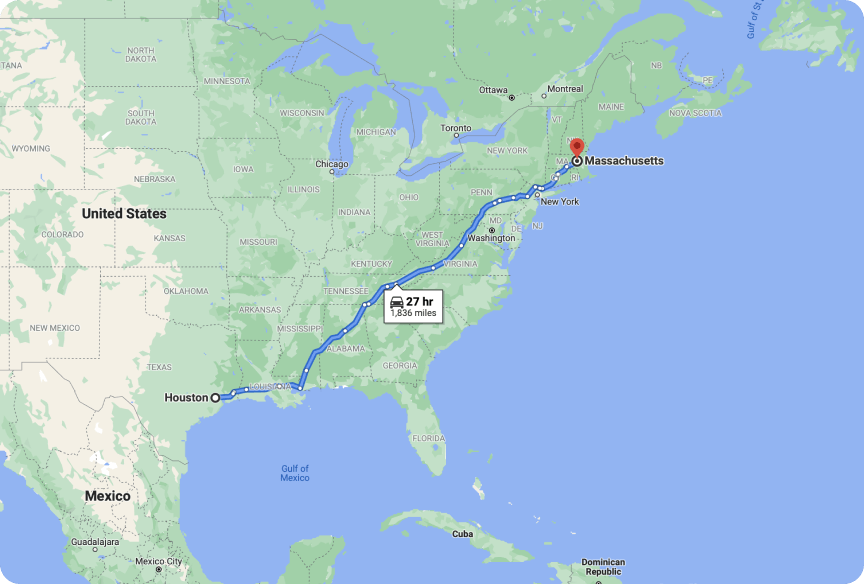 Gulf of St
NORTH
DAKOTA
TANA
MINNESOTA
NB
PE
Ottawa
Montreal
MAINE
NOVA SCOTIA
SOUTH
DAKOTA
WISCONSIN
VT
MICHIGAN
Toronto
WYOMING
NEW YORK
MA
Massachusetts
Chicago
IOWA
RI
NEBRASKA
ILLINOIS
OHIO
PENN
New York
United States
INDIANA
MD
DE
NJ
COLORADO
KANSAS
MISSOURI
WEST
VIRGINIA
Washington
KENTUCKY
VIRGINIA
OKLAHOMA
TENNESSEE
27 hr
1,836 miles
ARKANSAS
NEW MEXICO
MISSISSIPPI
ALABAMA
GEORGIA
TEXAS
LOUISIANA
Houston
FLORIDA
Gulf of
Mexico
Mexico
Cuba
Guadalajara
Mexico City
Dominican
Republic